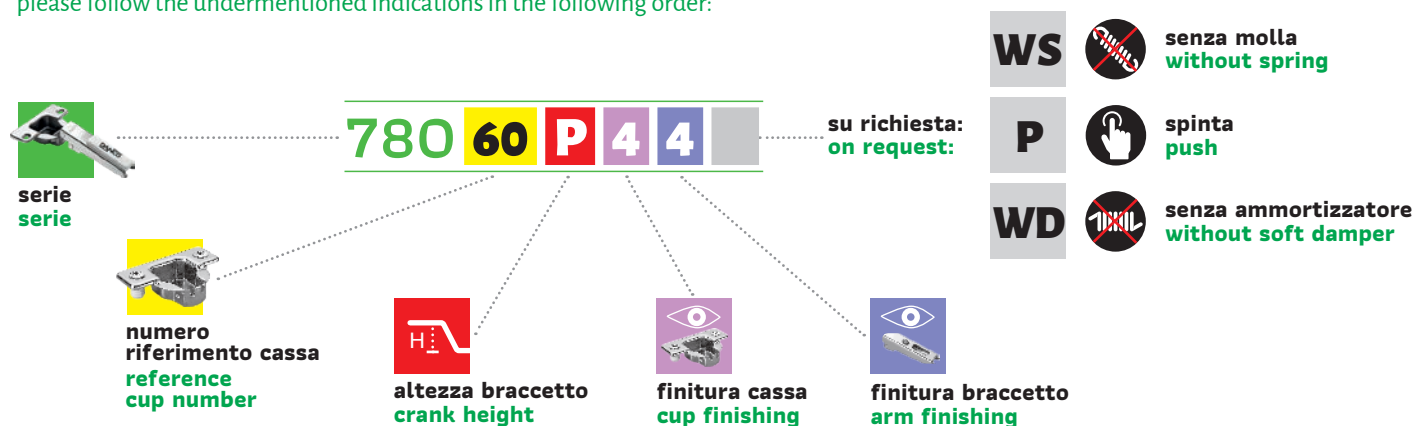 please follow the undermentioned indications in the following order:
WS
senza molla
without spring
780 60 P 4 4
su richiesta:
on request:
P
spinta
push
serie
serie
WD
senza ammortizzatore
without soft damper
numero
riferimento cassa
reference
cup number
H
altezza braccetto
crank height
finitura cassa
cup finishing
finitura braccetto
arm finishing